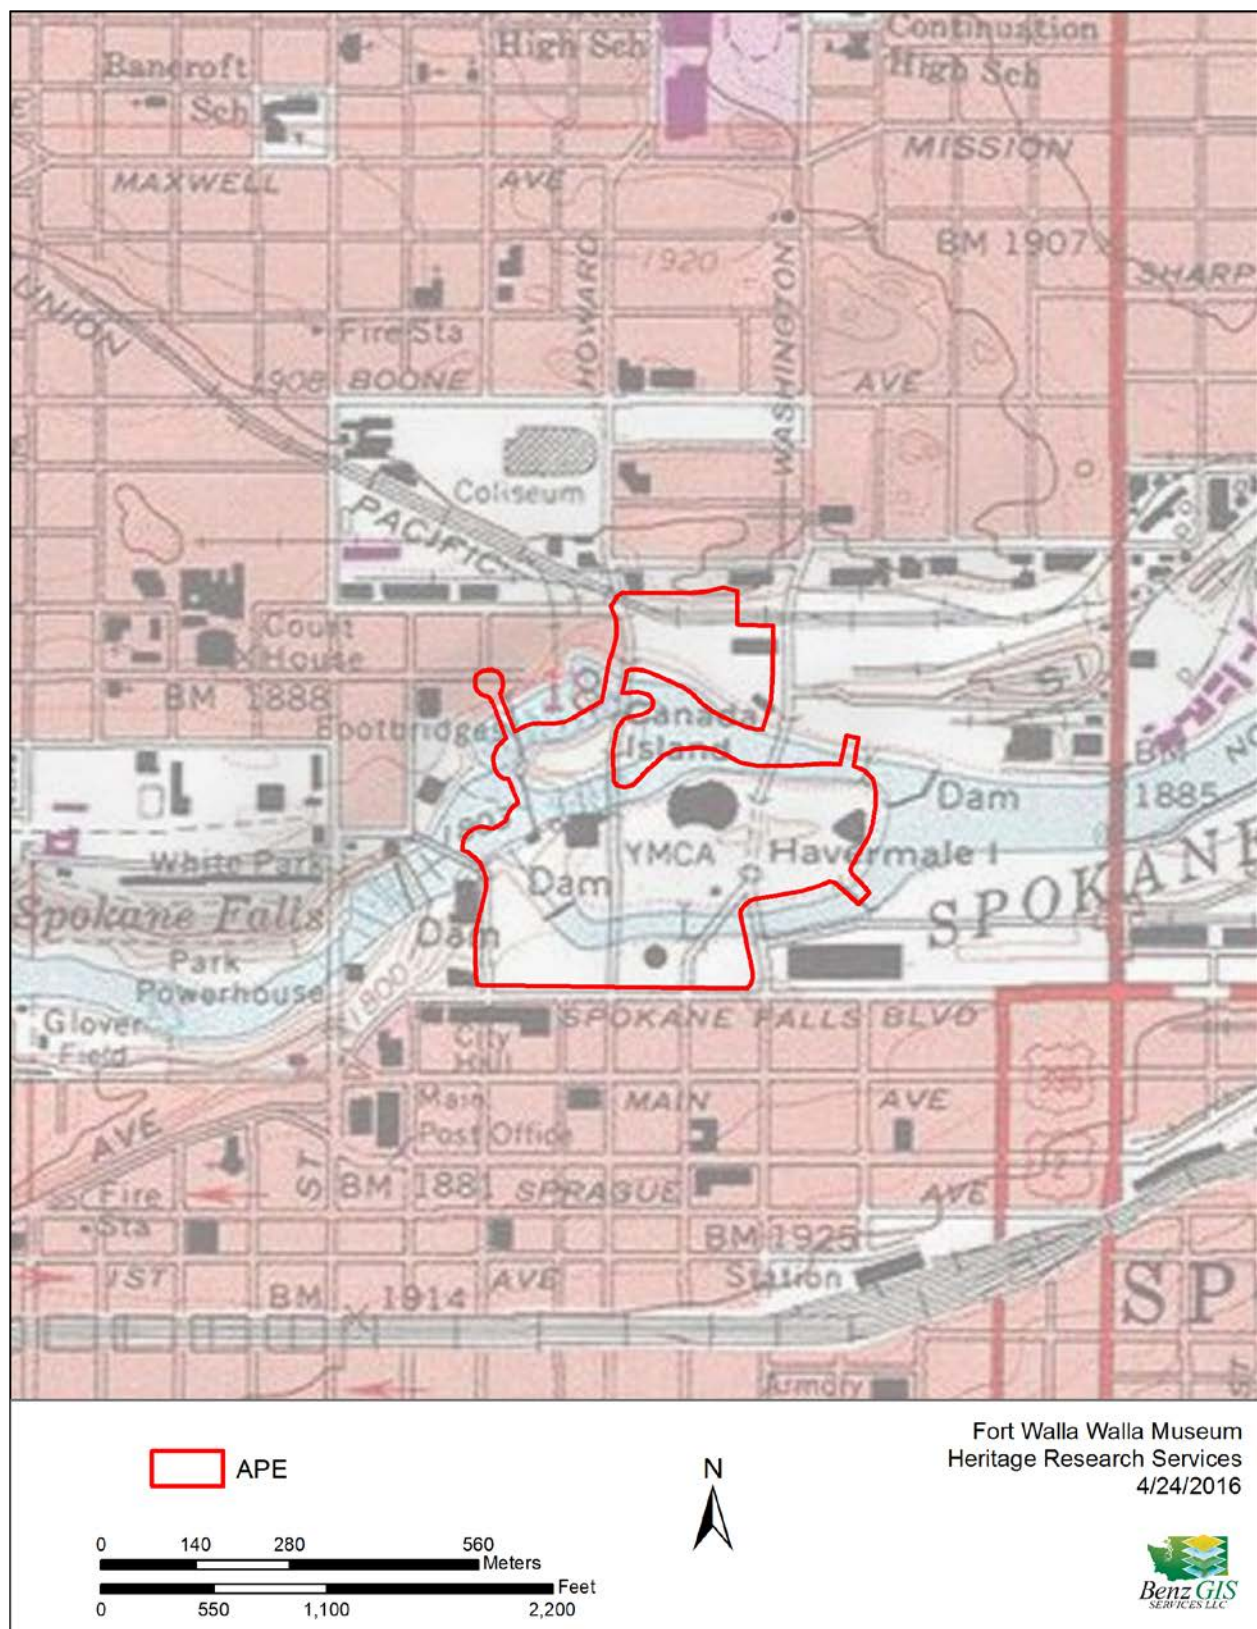 High Sch
Continuation
High Sch
Bancroft
Sch
MISSION
MAXWELL
AVE
HOWARD
WASHINGTON
1920
BM 1907
SHARP
UNION
Fire Sta
1908
BOONE
AVE
Coliseum
PACIFIC
Court
House
BM 1888
Footbridge
18
Canada
Island
BM
1885
NO
Dam
White Park
YMCA
Havermale I
Dam
SPOKANE
Spokane Falls
Dam
Park
Powerhouse
1800
Glover
Field
SPOKANE FALLS BLVD
City
Hall
395
Main
Post Office
MAIN
AVE
AVE
ST
BM 1881
SPRAGUE
AVE
2
Fire
Sta
BM 1925
Station
1ST
AVE
BM
1914
SP
Armory
ST
APE
N
Fort Walla Walla Museum
Heritage Research Services
4/24/2016
0 140 280 560
Meters
Feet
0 550 1,100 2,200
Benz GIS
SERVICES LLC